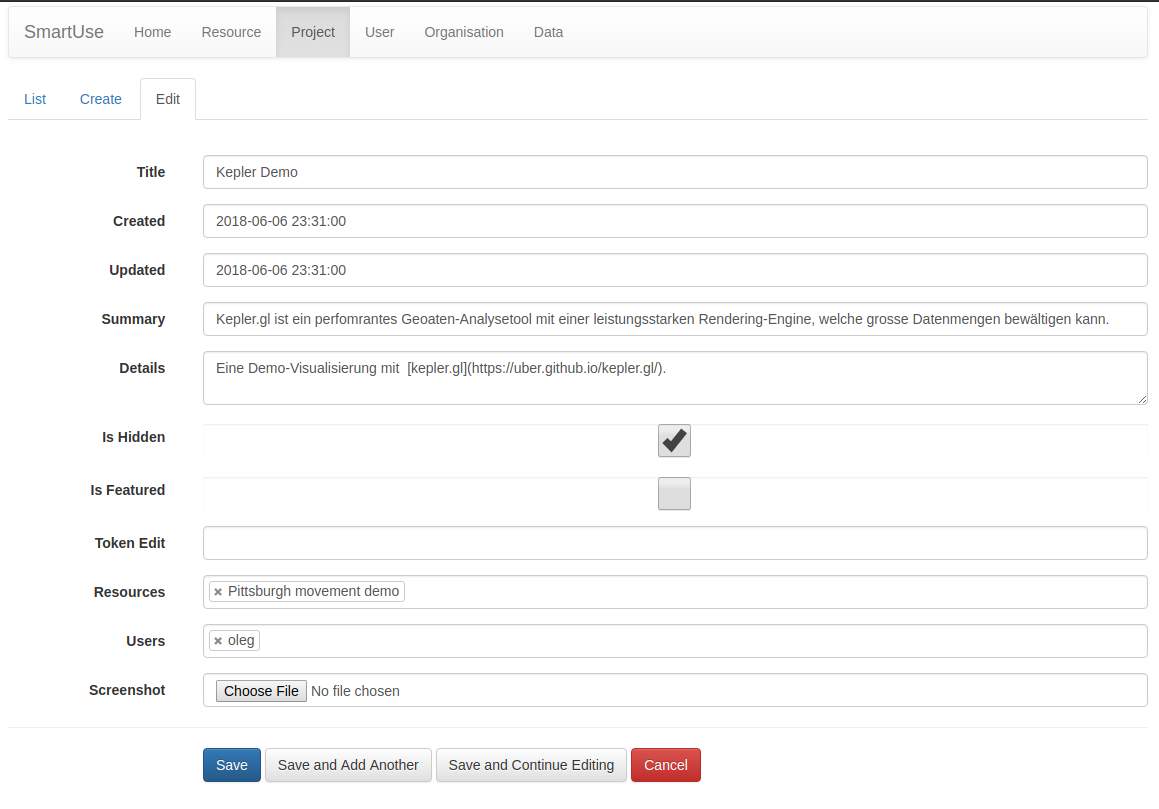 SmartUse Home Resource Project User Organisation Data
List Create Edit
Title Kepler Demo
Created 2018-06-06 23:31:00
Updated 2018-06-06 23:31:00
Summary Kepler.gl ist ein perfomrantes Geoaten-Analysetool mit einer leistungsstarken Rendering-Engine, welche grosse Datenmengen bewältigen kann.
Details Eine Demo-Visualisierung mit  [kepler.gl](https://uber.github.io/kepler.gl/).
Is Hidden
Is Featured
Token Edit
Resources × Pittsburgh movement demo
Users × oleg
Screenshot Choose File No file chosen
Save Save and Add Another Save and Continue Editing Cancel